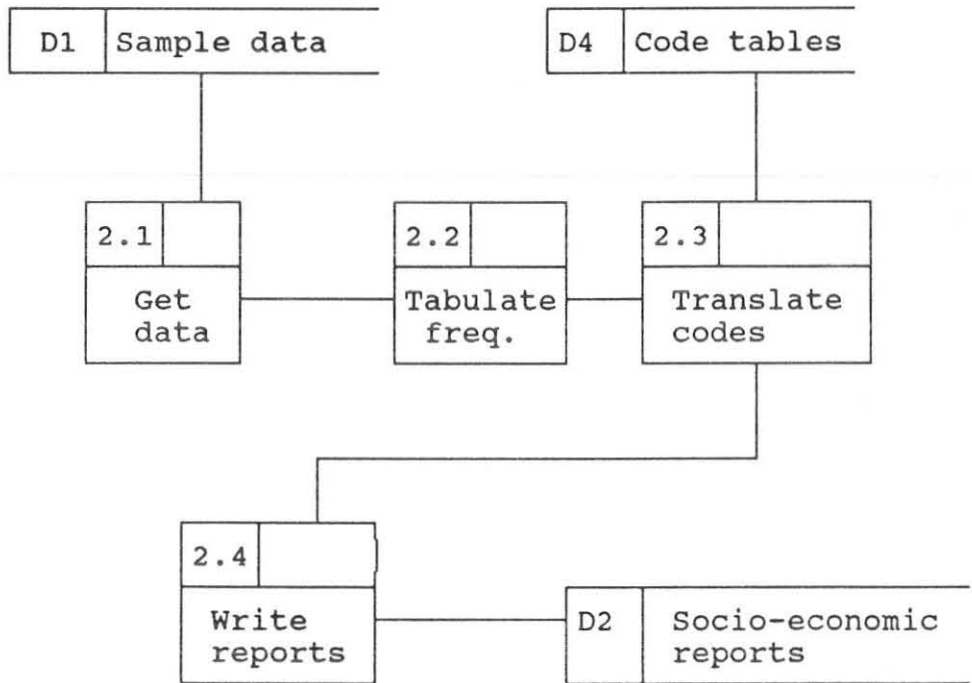 D1 Sample data
D4 Code tables
2.1
Get
data
2.2
Tabulate
freq.
2.3
Translate
codes
2.4
Write
reports
D2 Socio-economic
reports